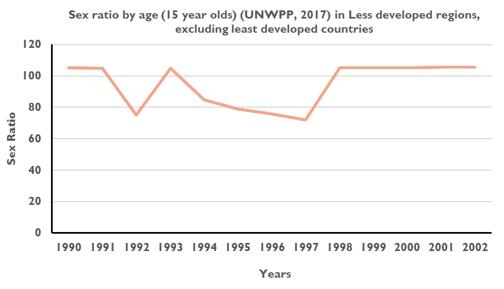 Sex ratio by age (15 year olds) (UNWPP, 2017) in Less developed regions,
excluding least developed countries
120
100
80
60
40
20
0
Sex Ratio
1990 1991 1992 1993 1994 1995 1996 1997 1998 1999 2000 2001 2002
Years